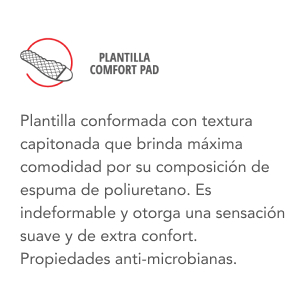 PLANTILLA
COMFORT PAD
Plantilla conformada con textura
capitonada que brinda máxima
comodidad por su composición de
espuma de poliuretano. Es
indeformable y otorga una sensación
suave y de extra confort.
Propiedades anti-microbianas.